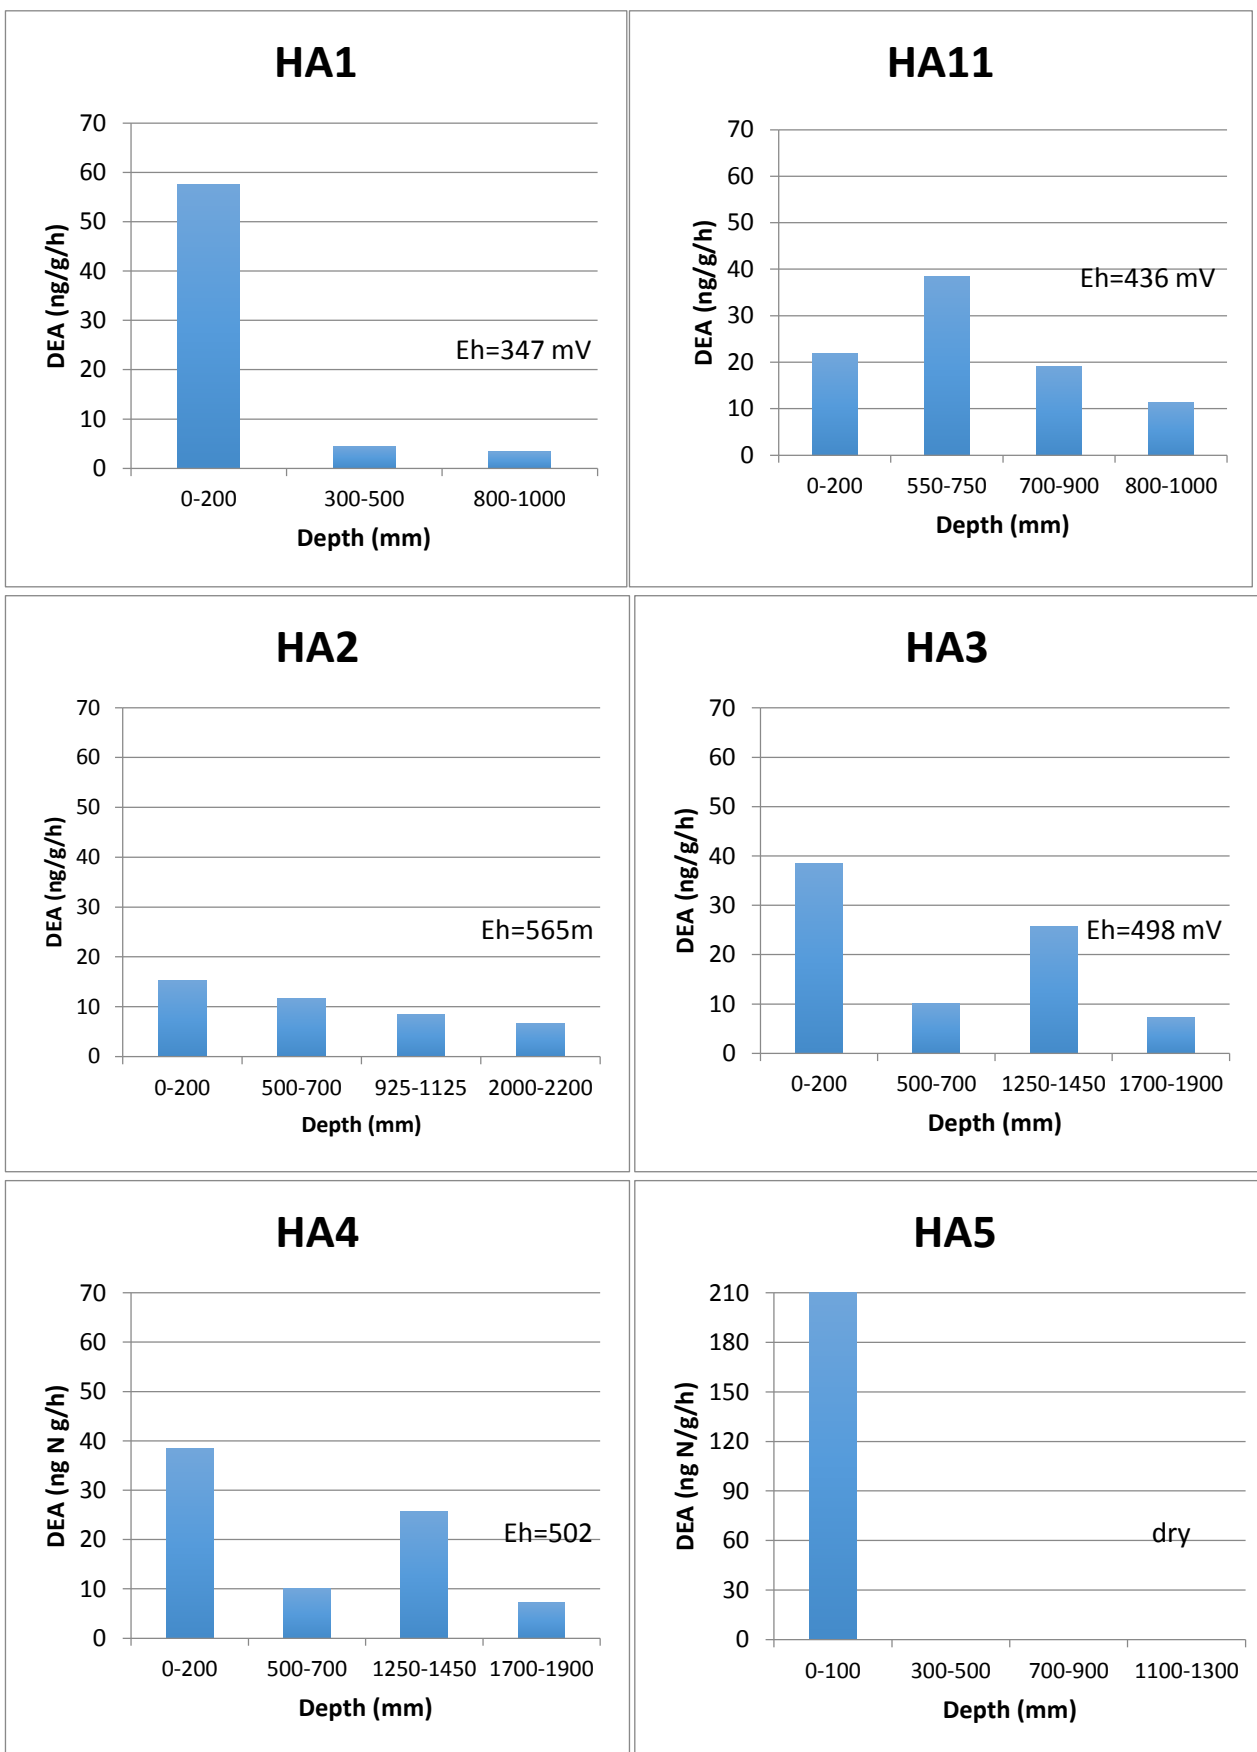 HA1
70
60
50
40
30
20
10
0
DEA (ng/g/h)
Eh=347 mV
0-200 300-500 800-1000
Depth (mm)
HA11
70
60
50
40
30
20
10
0
DEA (ng/g/h)
Eh=436 mV
0-200 550-750 700-900 800-1000
Depth (mm)
HA2
70
60
50
40
30
20
10
0
DEA (ng/g/h)
Eh=565m
0-200 500-700 925-1125 2000-2200
Depth (mm)
HA3
70
60
50
40
30
20
10
0
DEA (ng/g/h)
Eh=498 mV
0-200 500-700 1250-1450 1700-1900
Depth (mm)
HA4
70
60
50
40
30
20
10
0
DEA (ng N g/h)
Eh=502
0-200 500-700 1250-1450 1700-1900
Depth (mm)
HA5
210
180
150
120
90
60
30
0
DEA (ng N/g/h)
dry
0-100 300-500 700-900 1100-1300
Depth (mm)